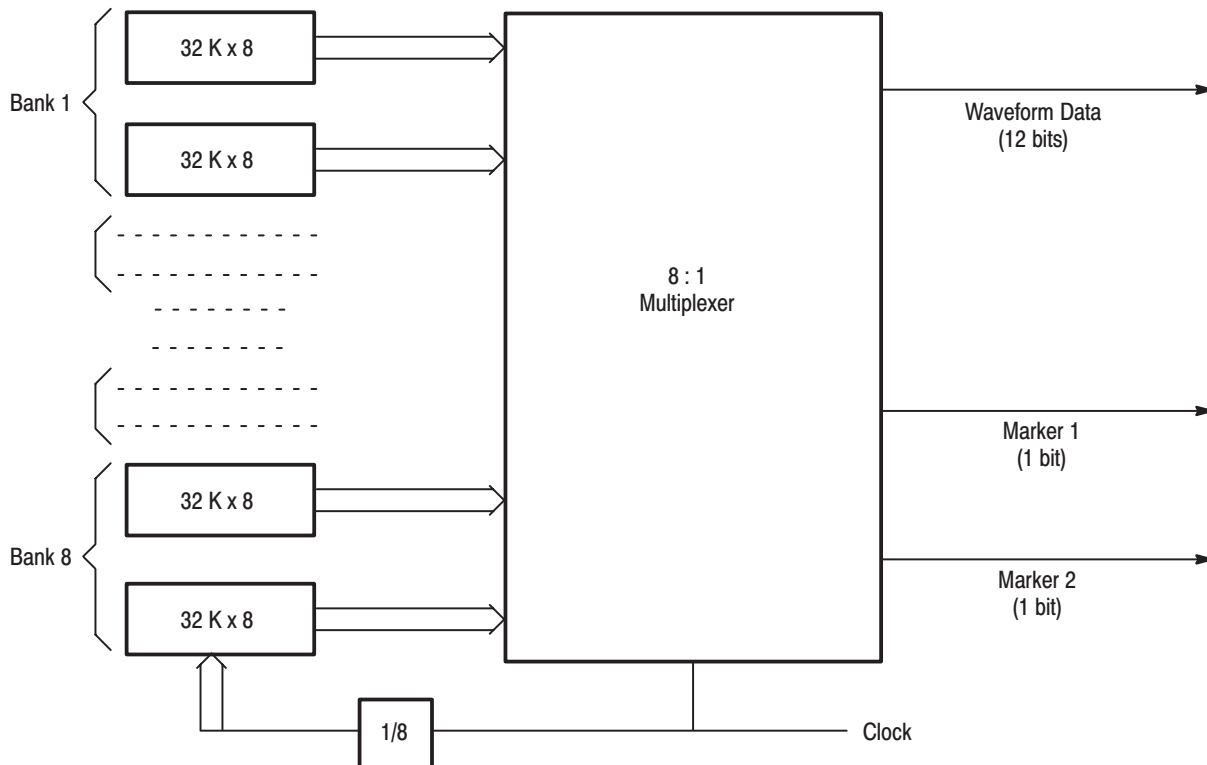 32 K x 8
Bank 1
32 K x 8
Waveform Data
(12 bits)
8 : 1
Multiplexer
Marker 1
(1 bit)
32 K x 8
Bank 8
32 K x 8
Marker 2
(1 bit)
1/8
Clock